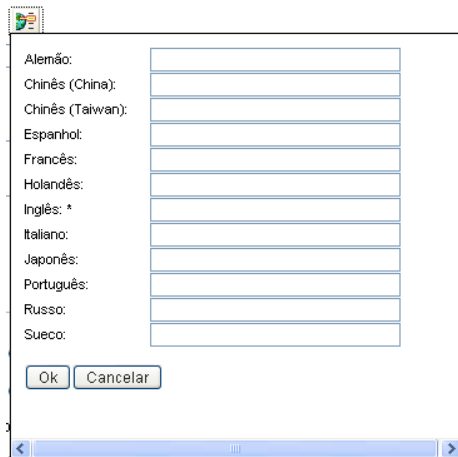 Alemão:
Chinês (China):
Chinês (Taiwan):
Espanhol:
Francês:
Holandês:
Inglês: *
Italiano:
Japonês:
Português:
Russo:
Sueco:
Ok Cancelar